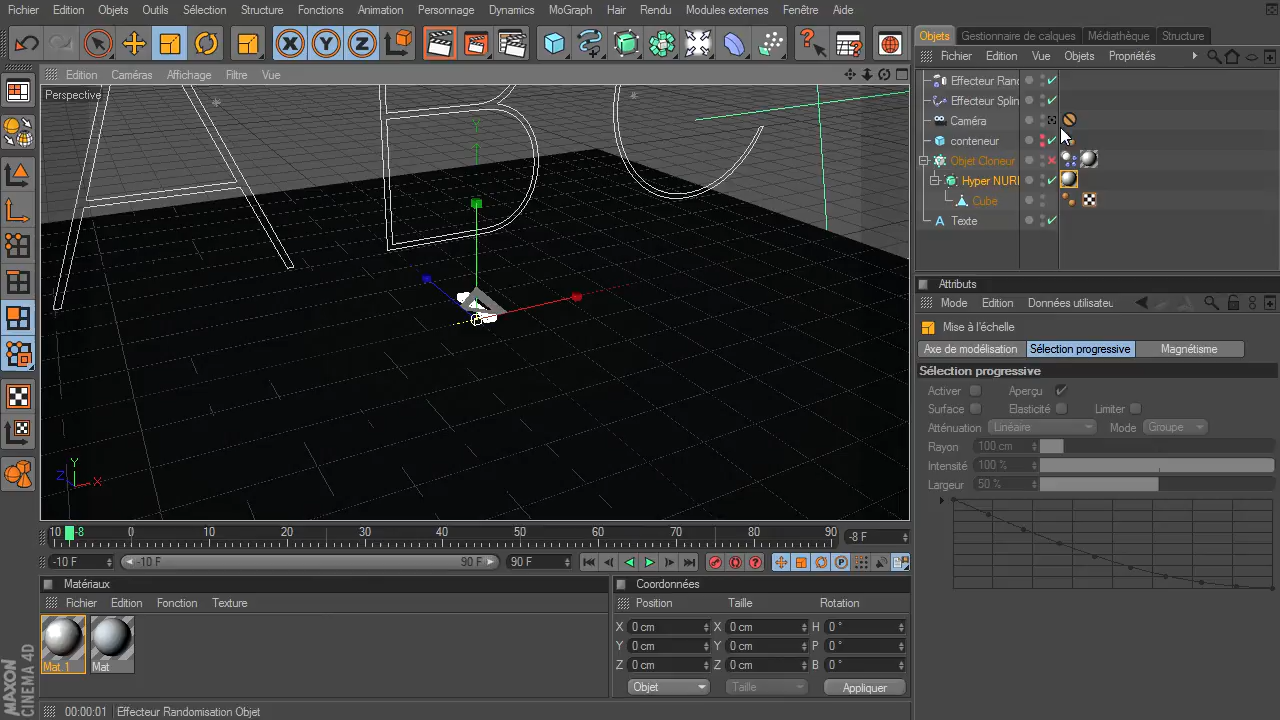 Fichier Edition Objets Outils Sélection Structure Fonctions Animation Personnage Dynamics MoGraph Hair Rendu Modules externes Fenêtre Aide
X Y Z
Objets Gestionnaire de calques Médiathèque Structure
Fichier Edition Vue Objets Propriétés
Edition Caméras Affichage Filtre Vue
Perspective
Effecteur Ran
Effecteur Splin
Caméra
conteneur
Objet Cloneur
Hyper NURI
Cube
Texte
A B
Y
Z X
Attributs
Mode Edition Données utilisateu
Mise à l'échelle
Axe de modélisation Sélection progressive Magnétisme
Sélection progressive
Activer Aperçu
Surface Elasticité Limiter
Atténuation Linéaire Mode Groupe
Rayon 100 cm
Intensité 100 %
Largeur 50 %
10 -8 0 10 20 30 40 50 60 70 80 90 -8 F
-10 F -10 F 90 F 90 F
Matériaux
Fichier Edition Fonction Texture
Mat.1 Mat
Coordonnées
Position Taille Rotation
X 0 cm X 0 cm H 0 °
Y 0 cm Y 0 cm P 0 °
Z 0 cm Z 0 cm B 0 °
Objet Taille Appliquer
MAXON
CINEMA 4D
00:00:01 Effecteur Randomisation Objet